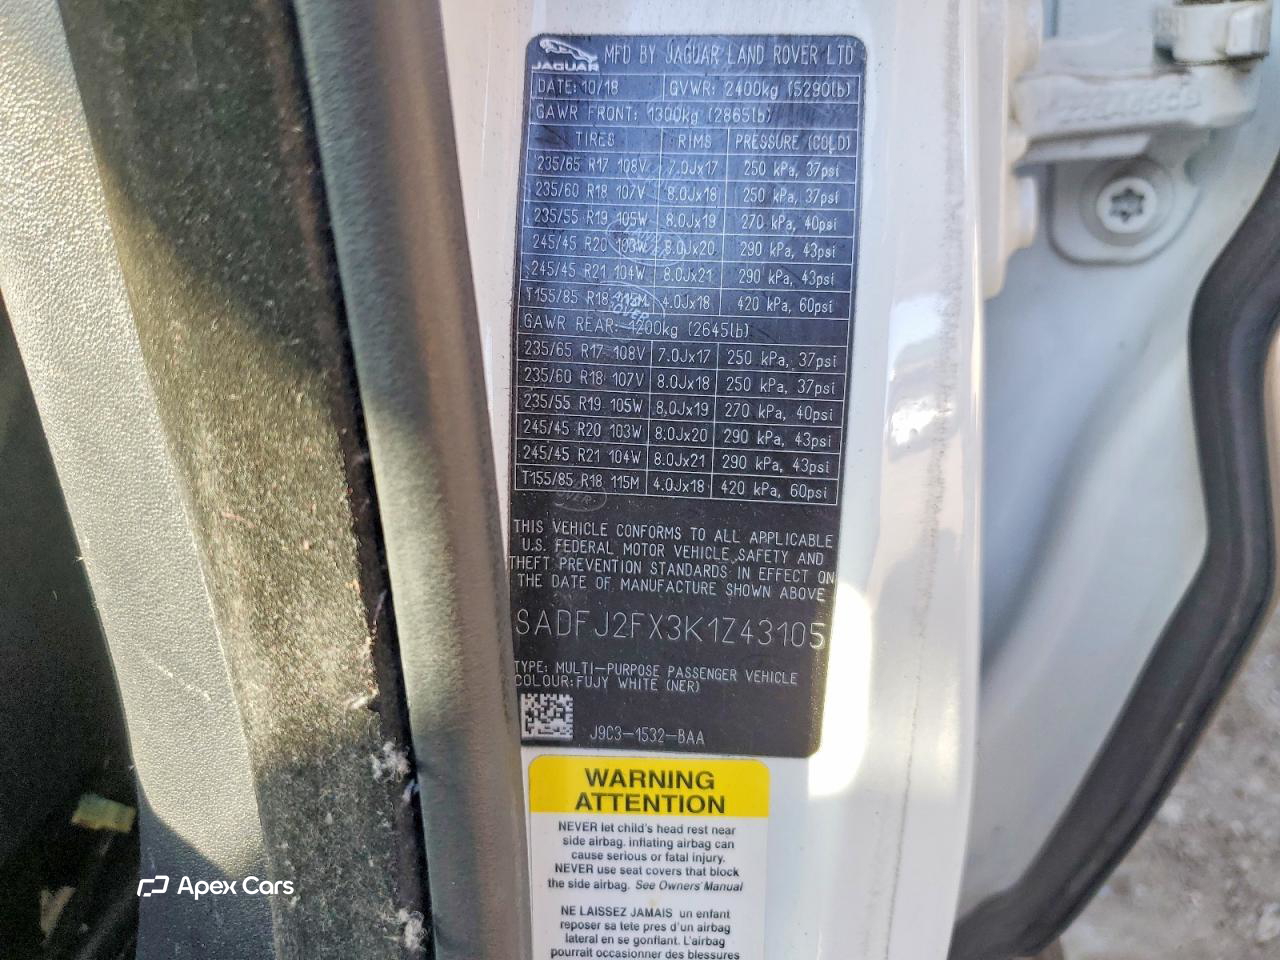 JAGUAR MFD BY JAGUAR LAND ROVER LTD
DATE: 10/18 GVWR: 2400kg (5290lb)
GAWR FRONT: 1300kg (2865lb)
TIRES RIMS PRESSURE (COLD)
235/65 R17 108V 7.0Jx17 250 kPa, 37psi
235/60 R18 107V 8.0Jx18 250 kPa, 37psi
235/55 R19 105W 8.0Jx19 270 kPa, 40psi
245/45 R20 103W 8.0Jx20 290 kPa, 43psi
245/45 R21 104W 8.0Jx21 290 kPa, 43psi
T155/85 R18 115M 4.0Jx18 420 kPa, 60psi
GAWR REAR: 1200kg (2645lb)
235/65 R17 108V 7.0Jx17 250 kPa, 37psi
235/60 R18 107V 8.0Jx18 250 kPa, 37psi
235/55 R19 105W 8.0Jx19 270 kPa, 40psi
245/45 R20 103W 8.0Jx20 290 kPa, 43psi
245/45 R21 104W 8.0Jx21 290 kPa, 43psi
T155/85 R18 115M 4.0Jx18 420 kPa, 60psi
THIS VEHICLE CONFORMS TO ALL APPLICABLE
U.S. FEDERAL MOTOR VEHICLE SAFETY AND
THEFT PREVENTION STANDARDS IN EFFECT ON
THE DATE OF MANUFACTURE SHOWN ABOVE
SADFJ2FX3K1Z43105
TYPE: MULTI-PURPOSE PASSENGER VEHICLE
COLOUR:FUJY WHITE (NER)
J9C3-1532-BAA
WARNING
ATTENTION
NEVER let child's head rest near
side airbag. inflating airbag can
cause serious or fatal injury.
NEVER use seat covers that block
the side airbag. See Owners' Manual
NE LAISSEZ JAMAIS un enfant
reposer sa tete pres d'un airbag
lateral en se gonflant. L'airbag
pourrait occasionner des blessures
Apex Cars